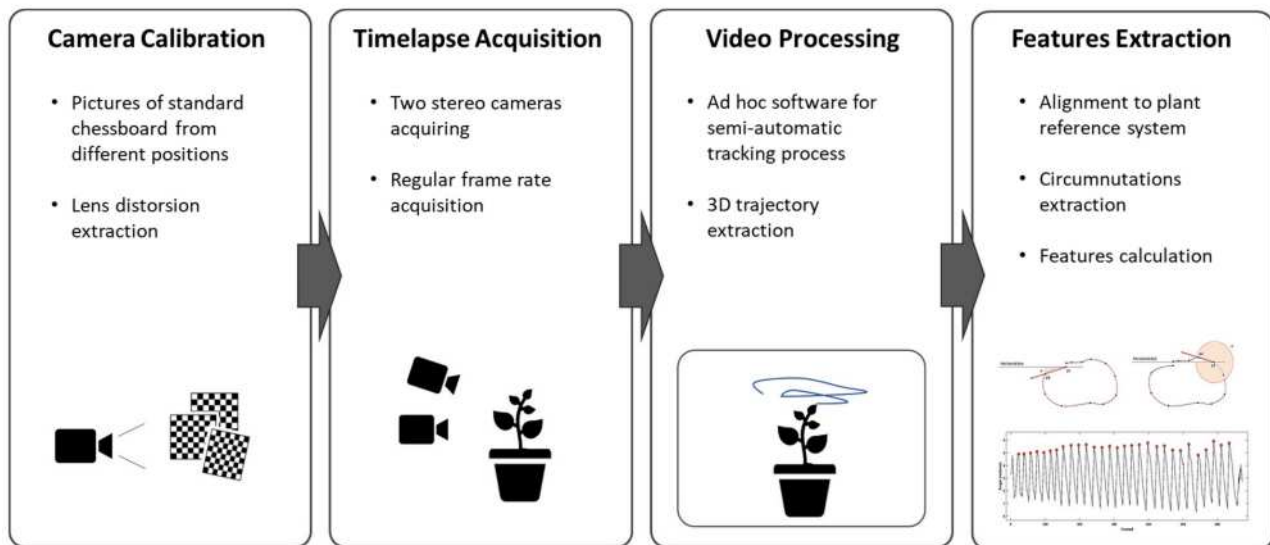 Camera Calibration
• Pictures of standard
chessboard from
different positions
• Lens distorsion
extraction
Timelapse Acquisition
• Two stereo cameras
acquiring
• Regular frame rate
acquisition
Video Processing
• Ad hoc software for
semi-automatic
tracking process
• 3D trajectory
extraction
Features Extraction
• Alignment to plant
reference system
• Circumnutations
extraction
• Features calculation